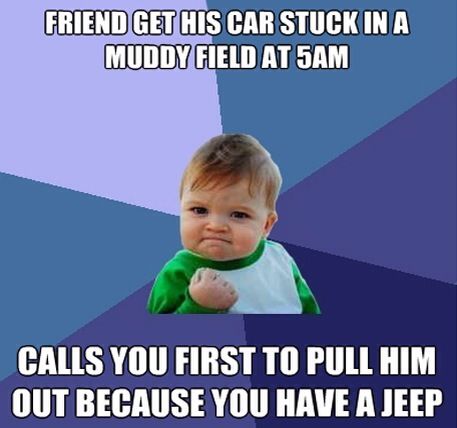 FRIEND GET HIS CAR STUCK IN A
MUDDY FIELD AT 5AM
CALLS YOU FIRST TO PULL HIM
OUT BECAUSE YOU HAVE A JEEP